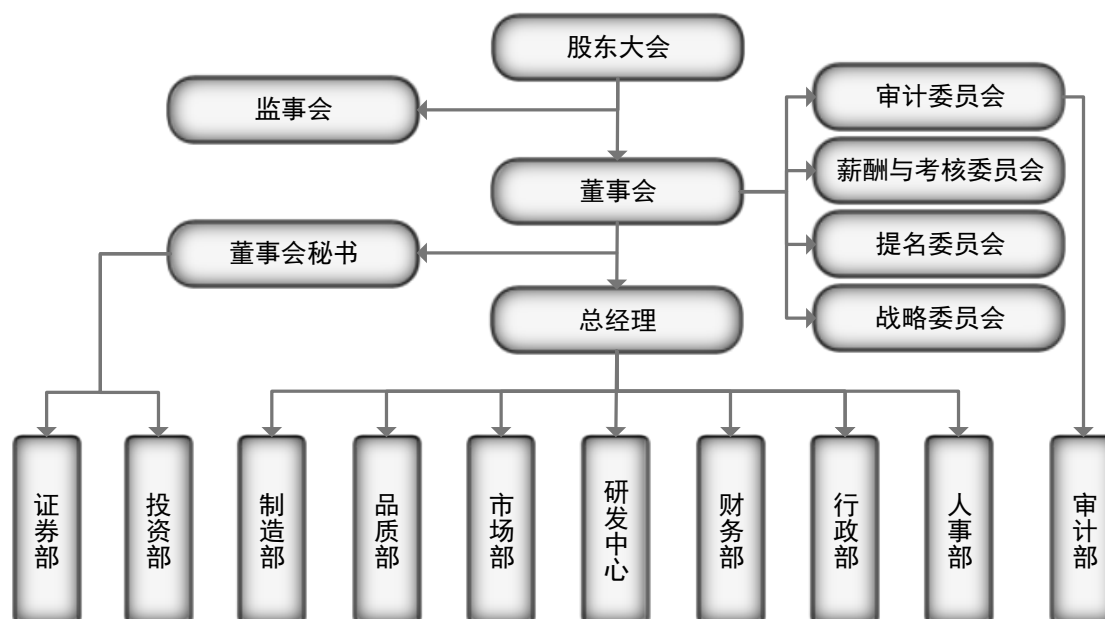 股东大会
监事会
审计委员会
薪酬与考核委员会
董事会
提名委员会
董事会秘书
总经理
战略委员会
证券部
投资部
制造部
品质部
市场部
研发中心
财务部
行政部
人事部
审计部